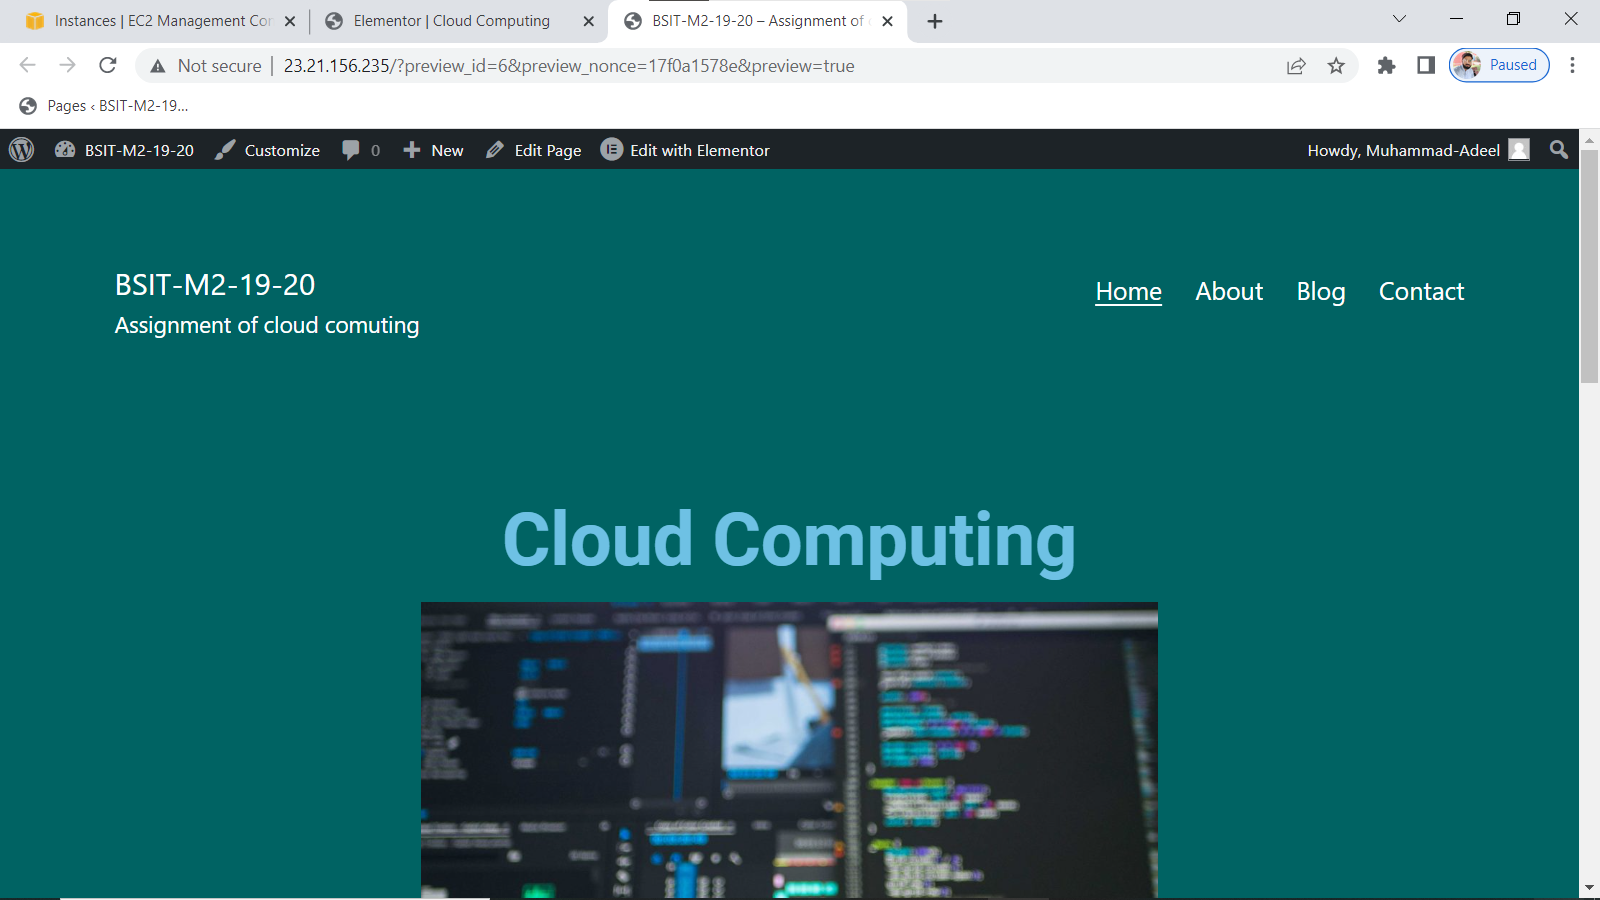 Instances | EC2 Management Con
Elementor | Cloud Computing
BSIT-M2-19-20 – Assignment of c
Not secure | 23.21.156.235/?preview_id=6&preview_nonce=17f0a1578e&preview=true
Paused
Pages ‹ BSIT-M2-19...
BSIT-M2-19-20
Customize
0
New
Edit Page
Edit with Elementor
Howdy, Muhammad-Adeel
BSIT-M2-19-20
Assignment of cloud comuting
Home
About
Blog
Contact
Cloud Computing